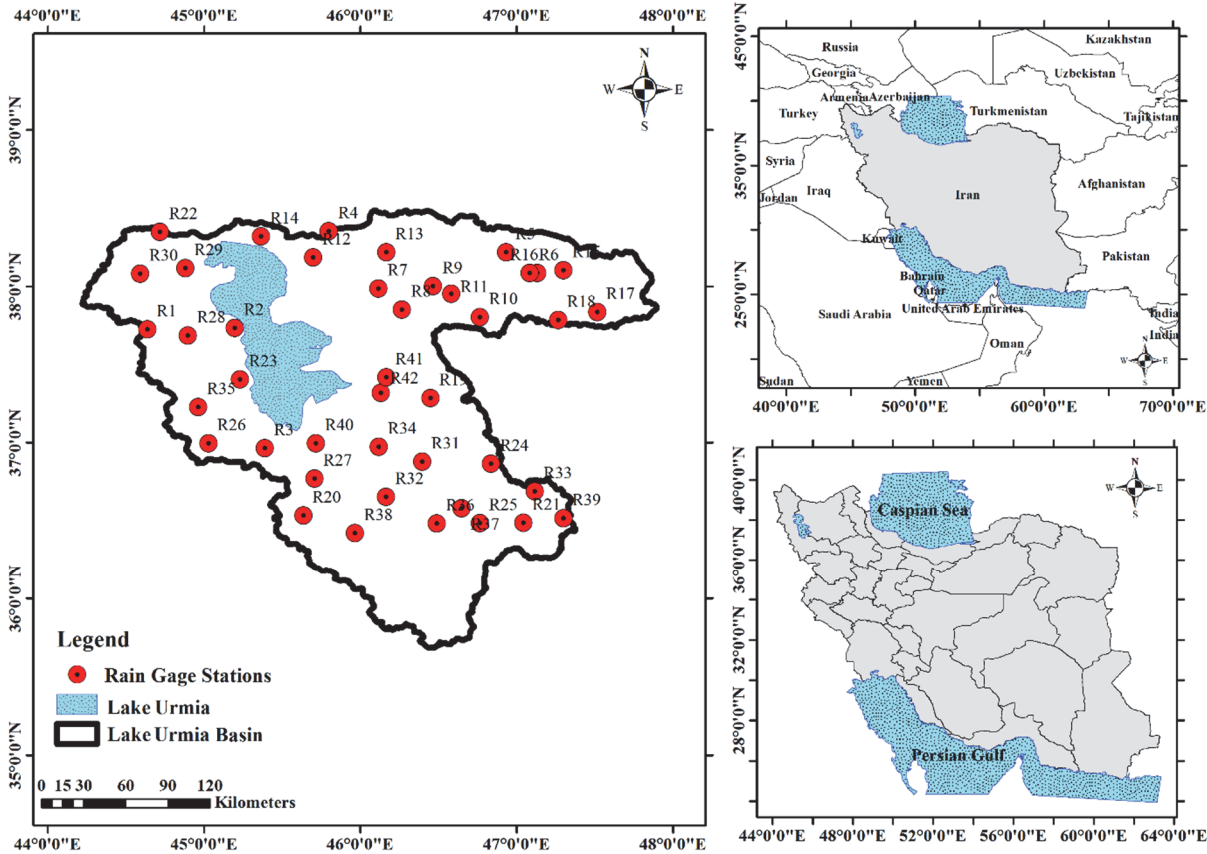 44°0'0"E 45°0'0"E 46°0'0"E 47°0'0"E 48°0'0"E
39°0'0"N
38°0'0"N
37°0'0"N
36°0'0"N
35°0'0"N
N
W E
S
R22
R14
R4
R29
R12
R13
R5
R30
R16 R6
R7
R9
R11
R8
R10
R18
R17
R1
R28
R2
R23
R41
R42
R35
R26
R3
R40
R34
R31
R24
R27
R32
R33
R20
R38
R36
R25
R37
R21
R39
Legend
Rain Gage Stations
Lake Urmia
Lake Urmia Basin
0 15 30 60 90 120
Kilometers
44°0'0"E 45°0'0"E 46°0'0"E 47°0'0"E 48°0'0"E
45°0'0"N
35°0'0"N
25°0'0"N
Russia
Kazakhstan
Georgia
Uzbekistan
Armenia
Azerbaijan
Turkey
Turkmenistan
Tajikistan
Syria
Iraq
Iran
Afghanistan
Jordan
Kuwait
Pakistan
Bahrain
Qatar
Saudi Arabia
United Arab Emirates
India
India
Oman
Sudan
Yemen
N
W E
S
40°0'0"E 50°0'0"E 60°0'0"E 70°0'0"E
40°0'0"N
36°0'0"N
32°0'0"N
28°0'0"N
Caspian Sea
N
W E
S
Persian Gulf
44°0'0"E 48°0'0"E 52°0'0"E 56°0'0"E 60°0'0"E 64°0'0"E